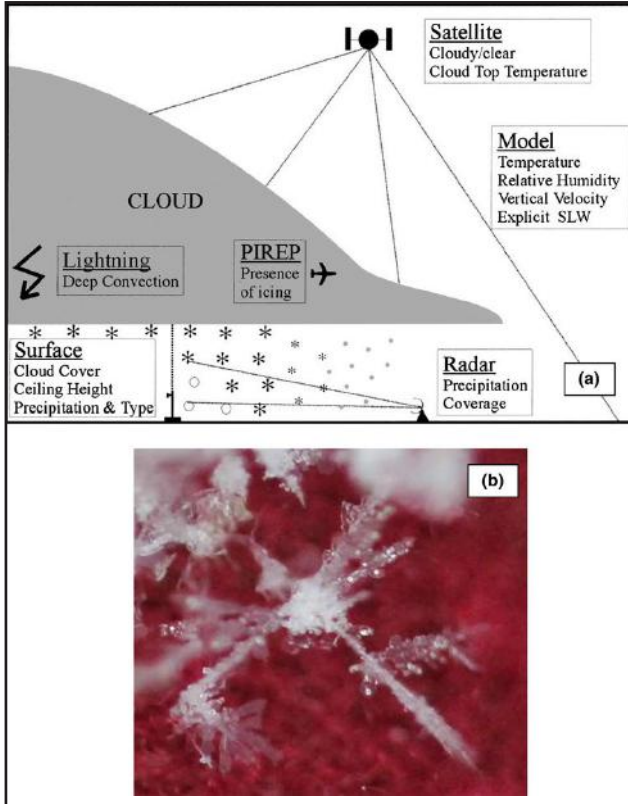 Satellite
Cloudy/clear
Cloud Top Temperature
Model
Temperature
Relative Humidity
Vertical Velocity
Explicit SLW
CLOUD
Lightning
Deep Convection
PIREP
Presence
of icing
Surface
Cloud Cover
Ceiling Height
Precipitation & Type
Radar
Precipitation
Coverage
(a)
(b)